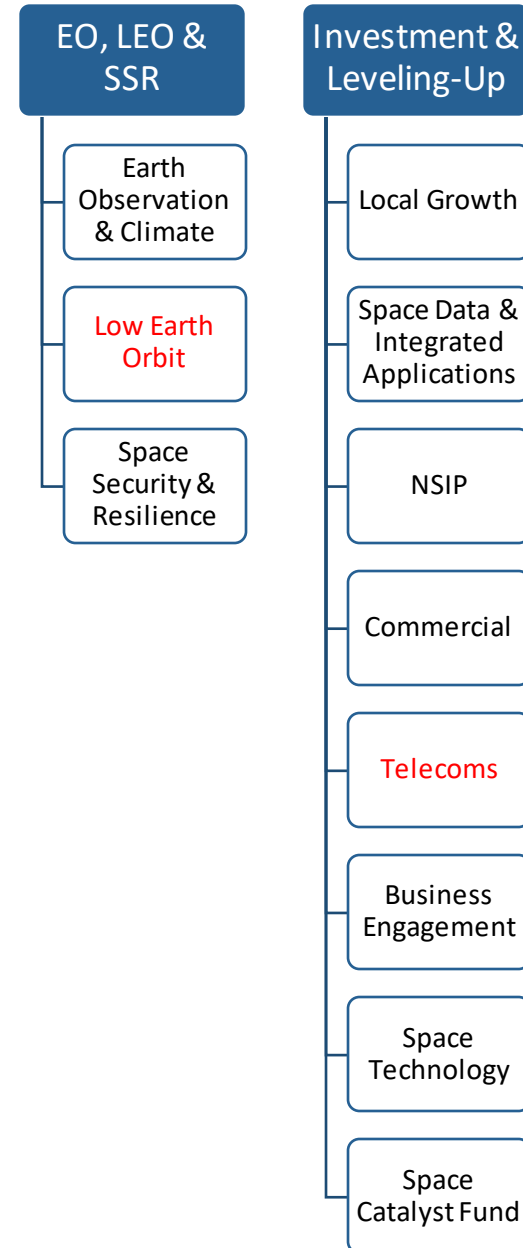 EO, LEO &
SSR
Earth
Observation
& Climate
Low Earth
Orbit
Space
Security &
Resilience
Investment &
Leveling-Up
Local Growth
Space Data &
Integrated
Applications
NSIP
Commercial
Telecoms
Business
Engagement
Space
Technology
Space
Catalyst Fund